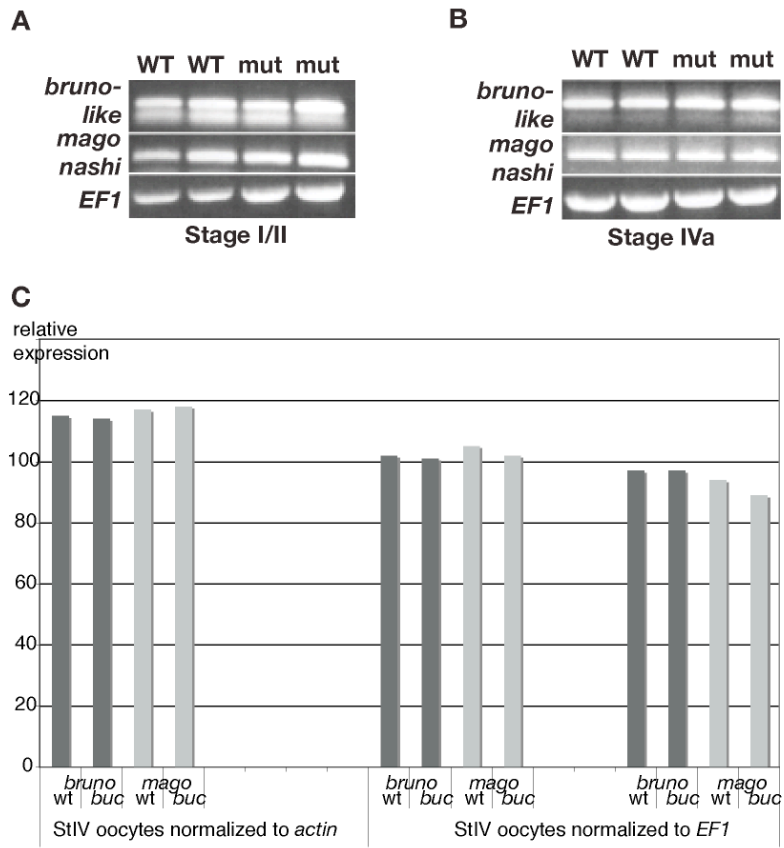 A
WT WT mut mut
bruno-
like
mago
nashi
EF1
Stage I/II
B
WT WT mut mut
bruno-
like
mago
nashi
EF1
Stage IVa
C
relative
expression
120
100
80
60
40
20
0
bruno mago bruno mago bruno mago
wt buc wt buc wt buc wt buc wt buc wt buc
StIV oocytes normalized to actin StIV oocytes normalized to EF1